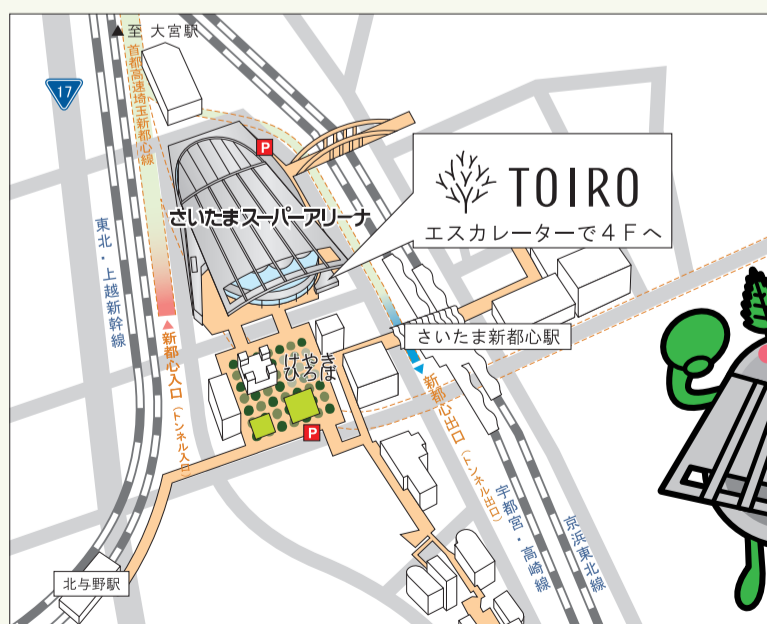 ▲至 大宮駅
首都高速埼玉新都心線
17
P
TOIRO
エスカレーターで4Fへ
さいたまスーパーアリーナ
東北・上越新幹線
▲新都心入口（トンネル入口）
さいたま新都心駅
けやき
ひろば
▼新都心出口（トンネル出口）
P
宇都宮・高崎線
京浜東北線
北与野駅